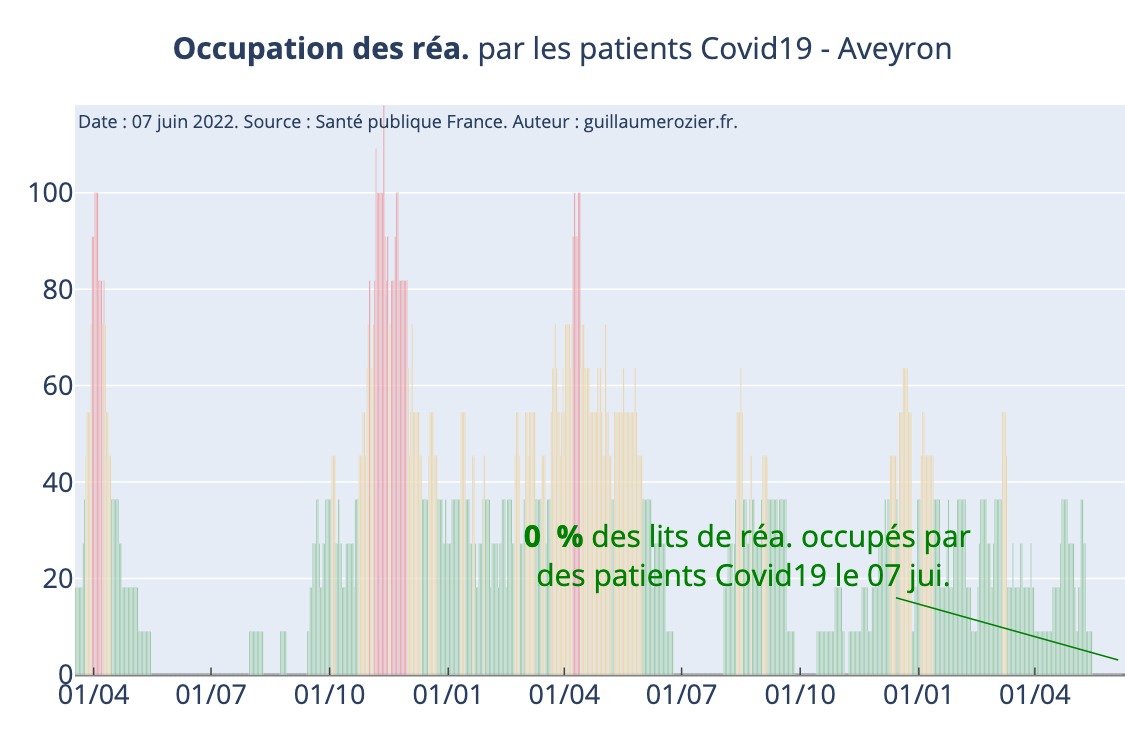 Occupation des réa. par les patients Covid19 - Aveyron
Date : 07 juin 2022. Source : Santé publique France. Auteur : guillaumerozier.fr.
100
80
60
40
20
0
0 % des lits de réa. occupés par
des patients Covid19 le 07 jui.
01/04 01/07 01/10 01/01 01/04 01/07 01/10 01/01 01/04